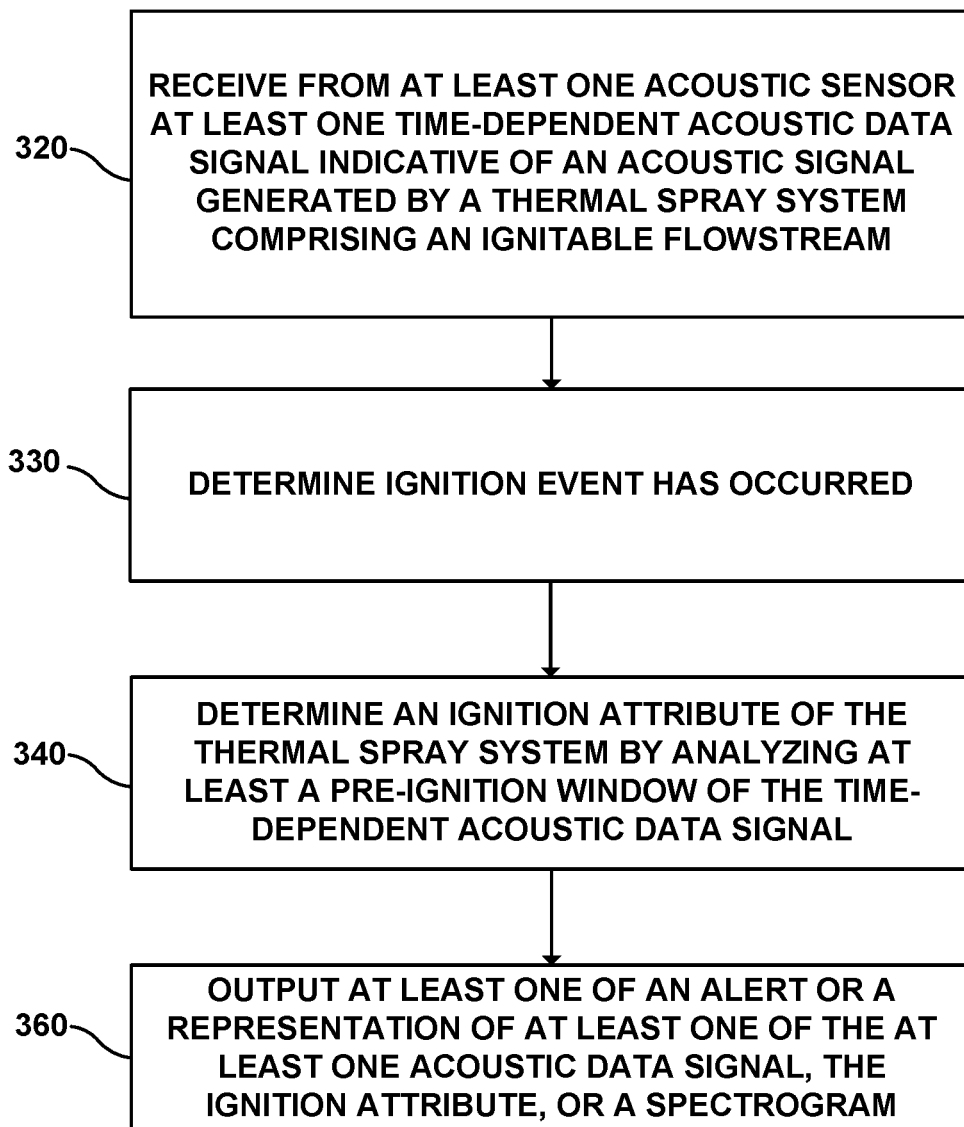 320
RECEIVE FROM AT LEAST ONE ACOUSTIC SENSOR
AT LEAST ONE TIME-DEPENDENT ACOUSTIC DATA
SIGNAL INDICATIVE OF AN ACOUSTIC SIGNAL
GENERATED BY A THERMAL SPRAY SYSTEM
COMPRISING AN IGNITABLE FLOWSTREAM
330
DETERMINE IGNITION EVENT HAS OCCURRED
340
DETERMINE AN IGNITION ATTRIBUTE OF THE
THERMAL SPRAY SYSTEM BY ANALYZING AT
LEAST A PRE-IGNITION WINDOW OF THE TIME-
DEPENDENT ACOUSTIC DATA SIGNAL
360
OUTPUT AT LEAST ONE OF AN ALERT OR A
REPRESENTATION OF AT LEAST ONE OF THE AT
LEAST ONE ACOUSTIC DATA SIGNAL, THE
IGNITION ATTRIBUTE, OR A SPECTROGRAM